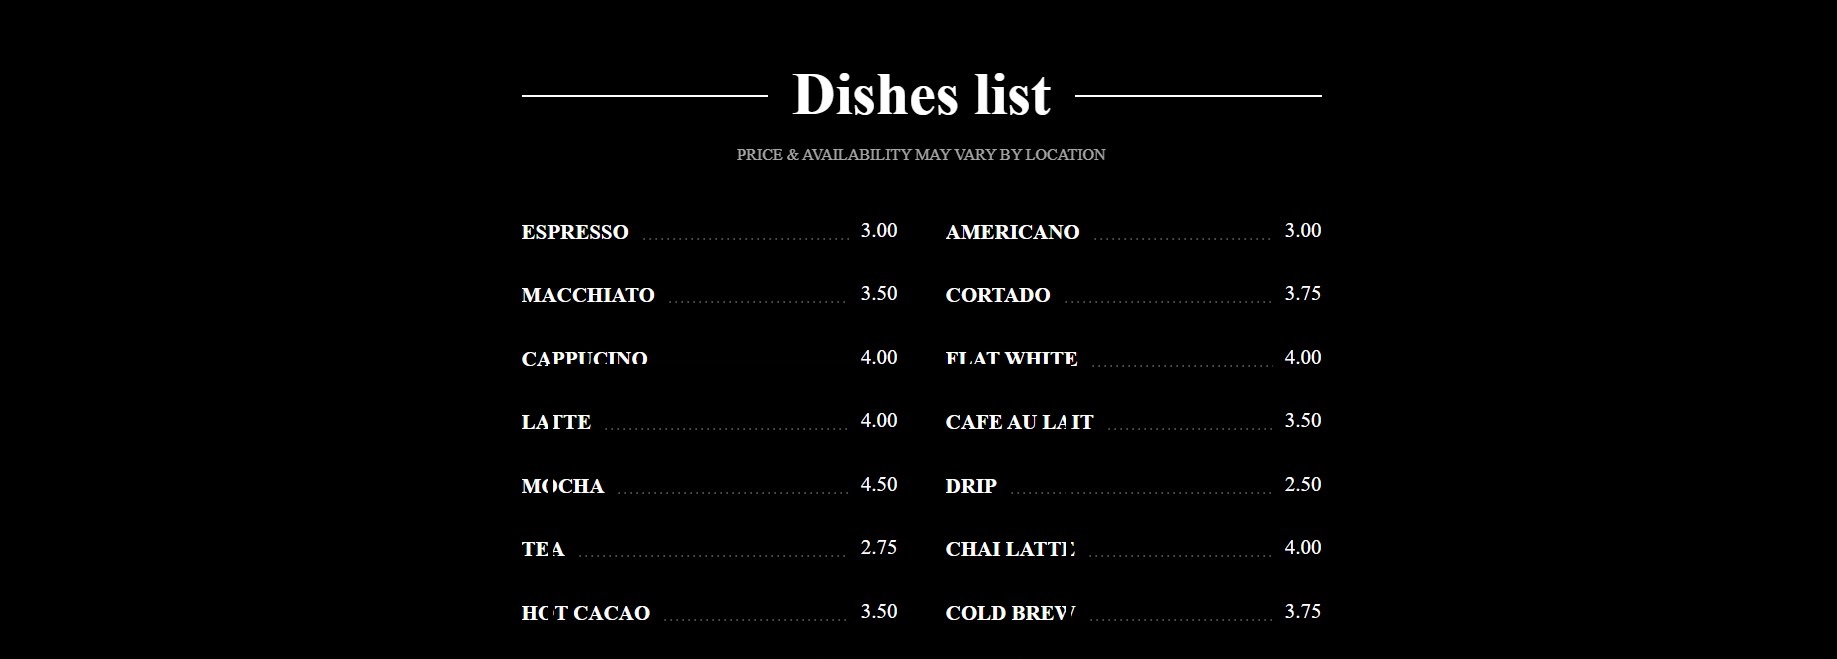 Dishes list
PRICE & AVAILABILITY MAY VARY BY LOCATION
ESPRESSO 3.00
MACCHIATO 3.50
CAPPUCINO 4.00
LATTE 4.00
MOCHA 4.50
TEA 2.75
HOT CACAO 3.50
AMERICANO 3.00
CORTADO 3.75
FLAT WHITE 4.00
CAFE AU LAIT 3.50
DRIP 2.50
CHAI LATTE 4.00
COLD BREW 3.75